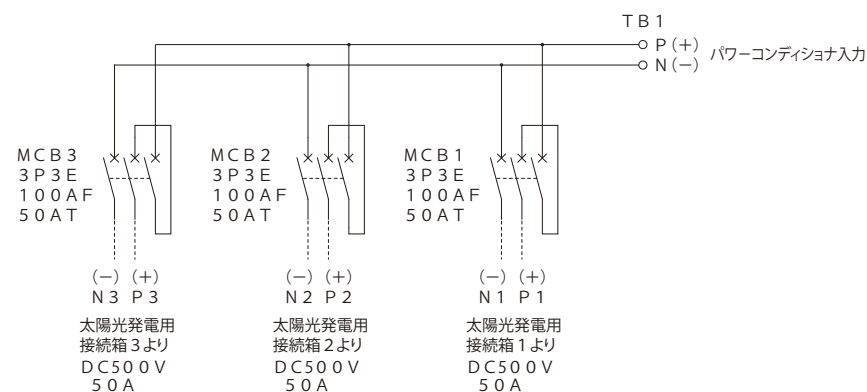 TB1
P(+)
N(−)
パワーコンディショナ入力
MCB3
3P3E
100AF
50AT
MCB2
3P3E
100AF
50AT
MCB1
3P3E
100AF
50AT
(−) (+)
N3 P3
太陽光発電用
接続箱3より
DC500V
50A
(−) (+)
N2 P2
太陽光発電用
接続箱2より
DC500V
50A
(−) (+)
N1 P1
太陽光発電用
接続箱1より
DC500V
50A